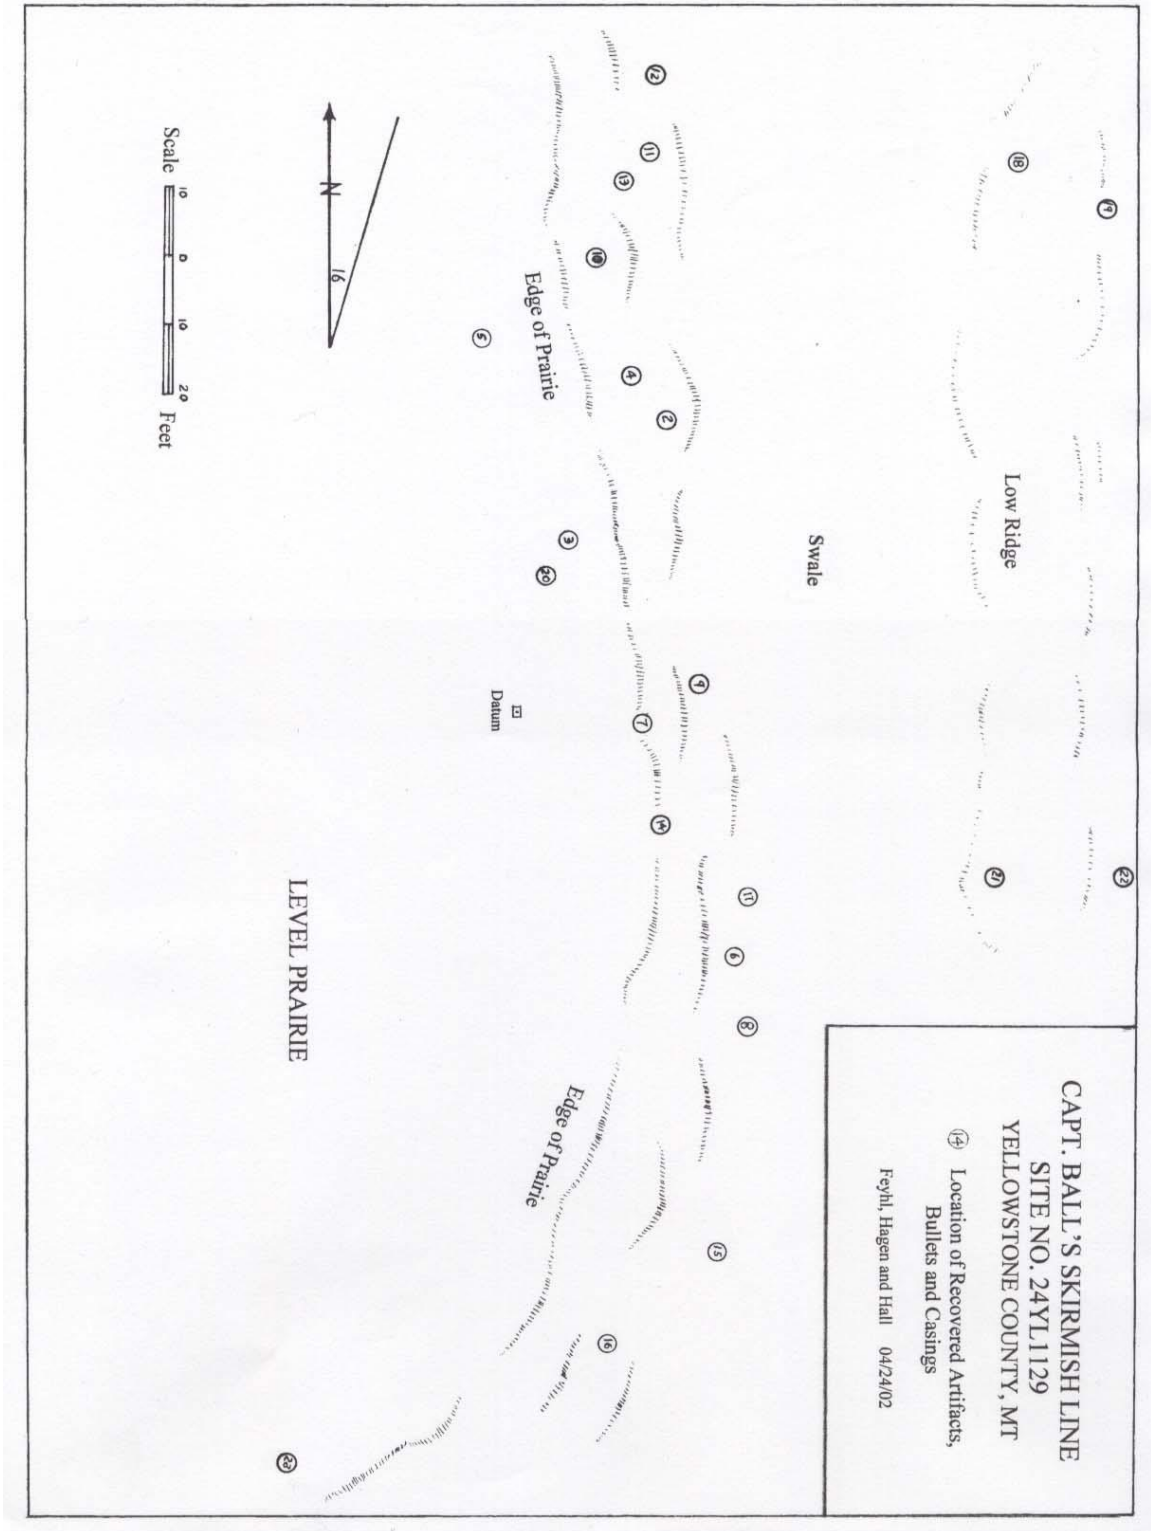 CAPT. BALL'S SKIRMISH LINE
SITE NO. 24YL1129
YELLOWSTONE COUNTY, MT
14 Location of Recovered Artifacts,
Bullets and Casings
Feyhl, Hagen and Hall 04/24/02
22
19
18
Low Ridge
21
Swale
17
8
6
15
9
2
14
12
11
7
4
13
16
10
3
Edge of Prairie
Edge of Prairie
20
Datum
5
16
N
LEVEL PRAIRIE
10 0 10 20
Scale Feet